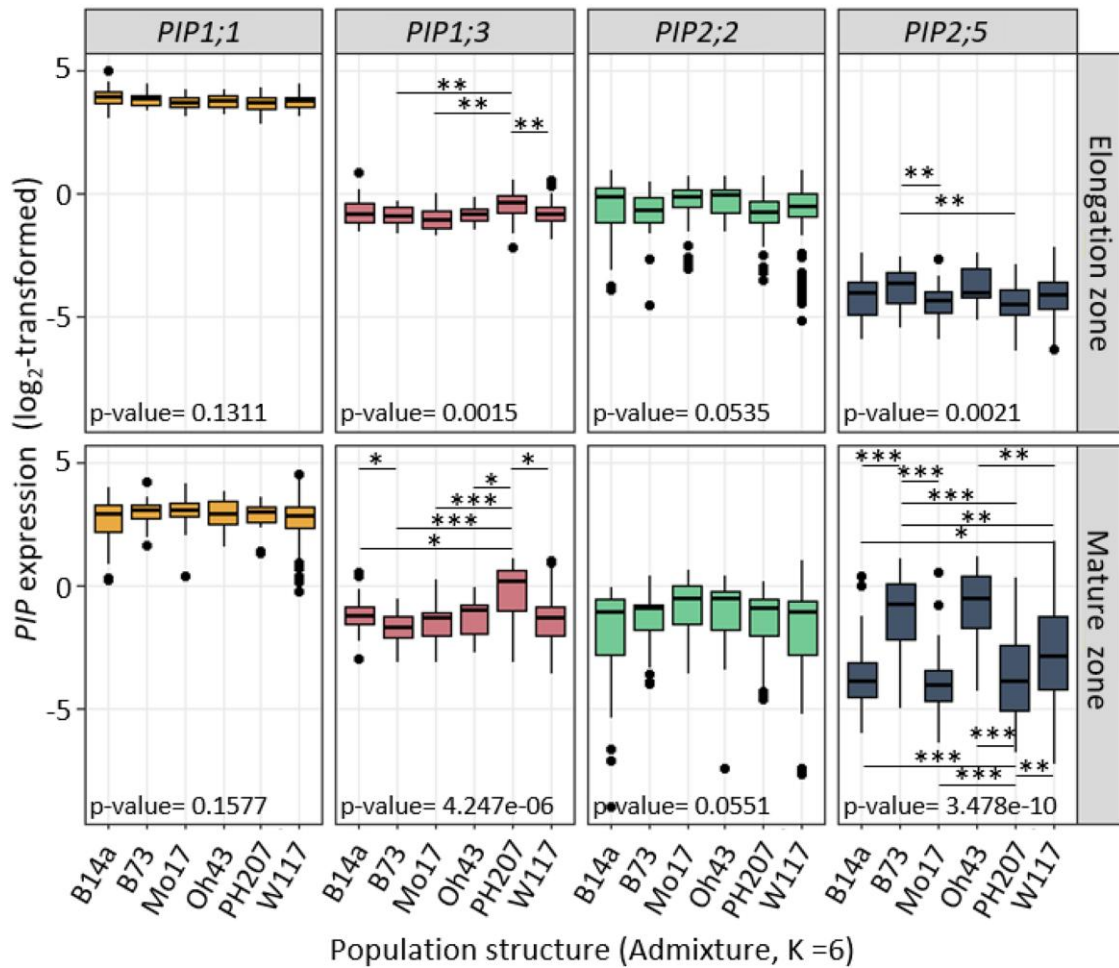 PIP1;1 PIP1;3 PIP2;2 PIP2;5
5
0
-5
** ** **
** **
p-value= 0.1311 p-value= 0.0015 p-value= 0.0535 p-value= 0.0021
Elongation zone
PIP expression (log2-transformed)
5
0
-5
* * * *** *** *
*** *** ** *** ** *
*** *** *** **
p-value= 0.1577 p-value= 4.247e-06 p-value= 0.0551 p-value= 3.478e-10
Mature zone
B14a B73 Mo17 Oh43 PH207 W117 B14a B73 Mo17 Oh43 PH207 W117 B14a B73 Mo17 Oh43 PH207 W117 B14a B73 Mo17 Oh43 PH207 W117
Population structure (Admixture, K =6)